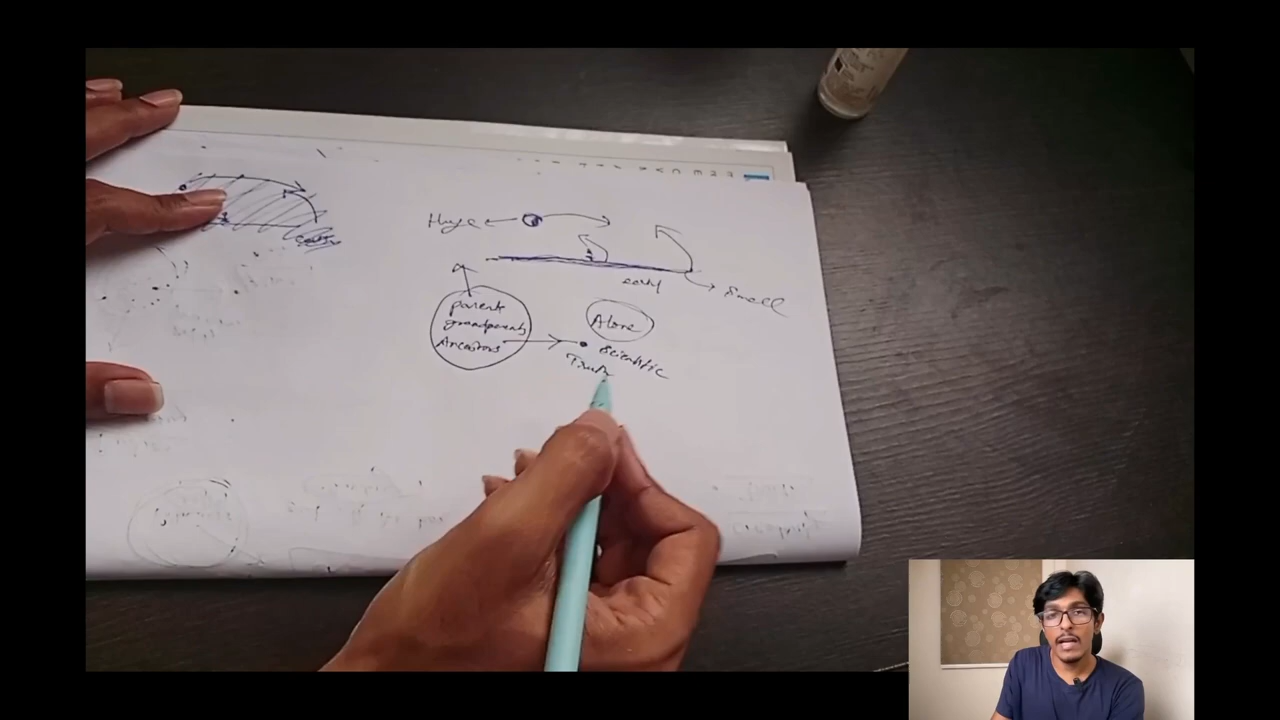 Huge
earth
Small
parent
grandparents
Ancestors
Alone
Scientific
Truth